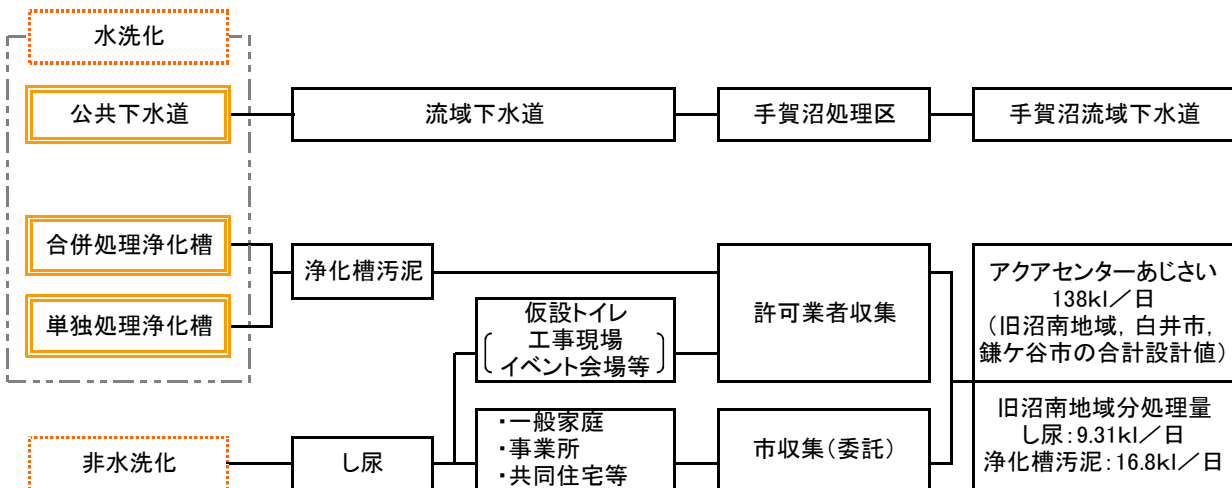 水洗化
公共下水道
流域下水道
手賀沼処理区
手賀沼流域下水道
合併処理浄化槽
単独処理浄化槽
浄化槽汚泥
仮設トイレ
工事現場
イベント会場等
許可業者収集
アクアセンターあじさい
138kl／日
（旧沼南地域，白井市，
鎌ケ谷市の合計設計値）
非水洗化
し尿
・一般家庭
・事業所
・共同住宅等
市収集（委託）
旧沼南地域分処理量
し尿：9.31kl／日
浄化槽汚泥：16.8kl／日